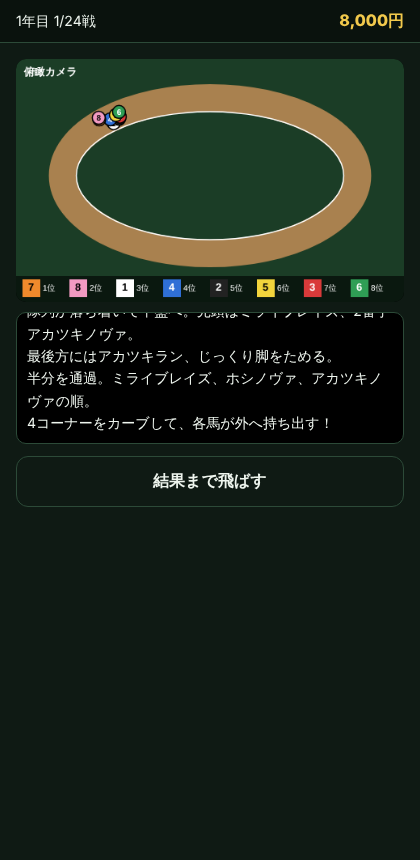 1年目 1/24戦
8,000円
俯瞰カメラ
8
6
7 1位 8 2位 1 3位 4 4位 2 5位 5 6位 3 7位 6 8位
アカツキノヴァ。
最後方にはアカツキラン、じっくり脚をためる。
半分を通過。ミライブレイズ、ホシノヴァ、アカツキノ
ヴァの順。
4コーナーをカーブして、各馬が外へ持ち出す！
結果まで飛ばす